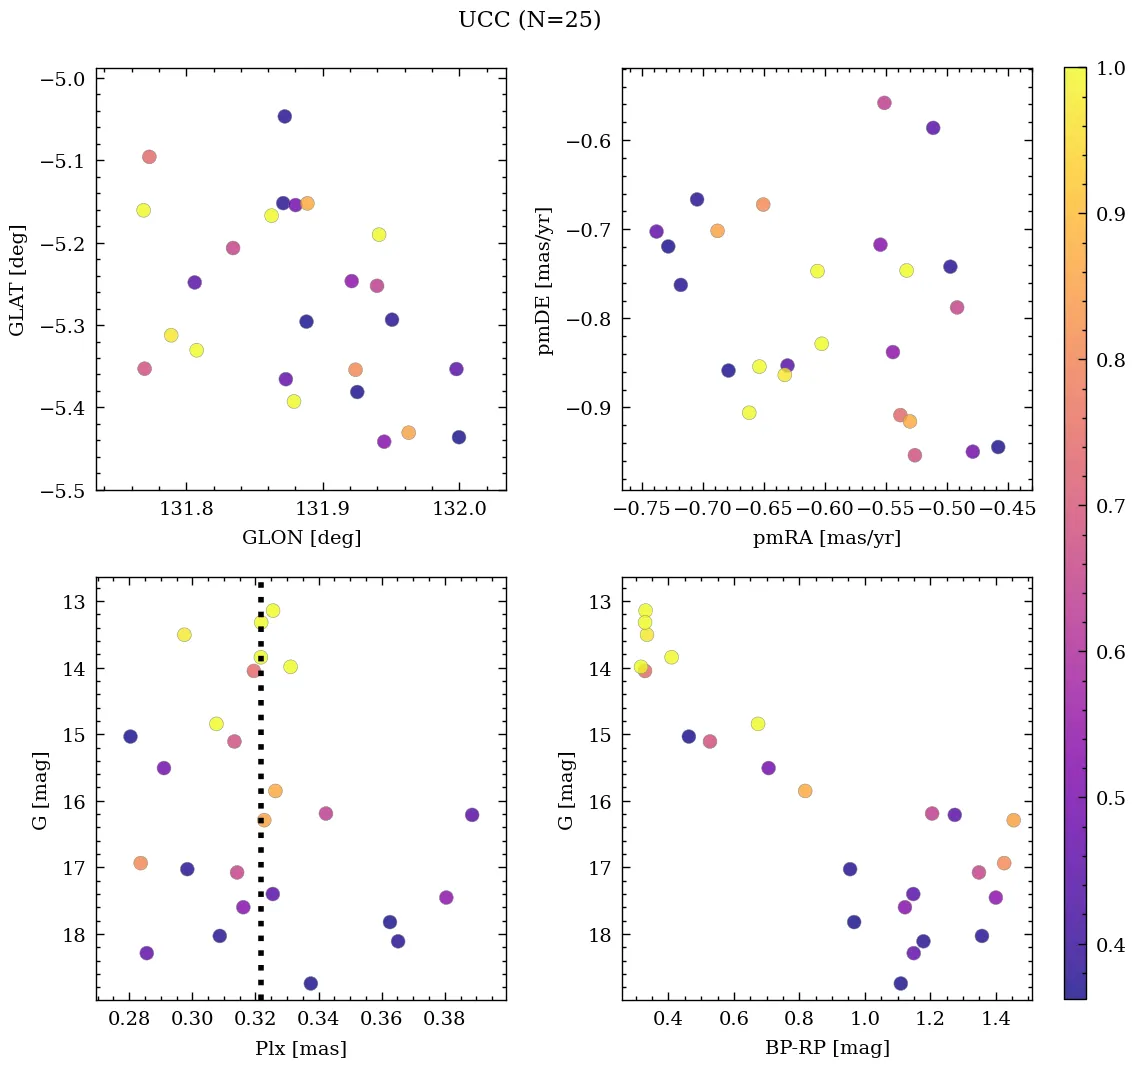 UCC (N=25)
−5.0
−5.1
−5.2
−5.3
−5.4
−5.5
GLAT [deg]
131.8 131.9 132.0
GLON [deg]
−0.6
−0.7
−0.8
−0.9
pmDE [mas/yr]
−0.75 −0.70 −0.65 −0.60 −0.55 −0.50 −0.45
pmRA [mas/yr]
13
14
15
16
17
18
G [mag]
0.28 0.30 0.32 0.34 0.36 0.38
Plx [mas]
13
14
15
16
17
18
G [mag]
0.4 0.6 0.8 1.0 1.2 1.4
BP-RP [mag]
1.0
0.9
0.8
0.7
0.6
0.5
0.4